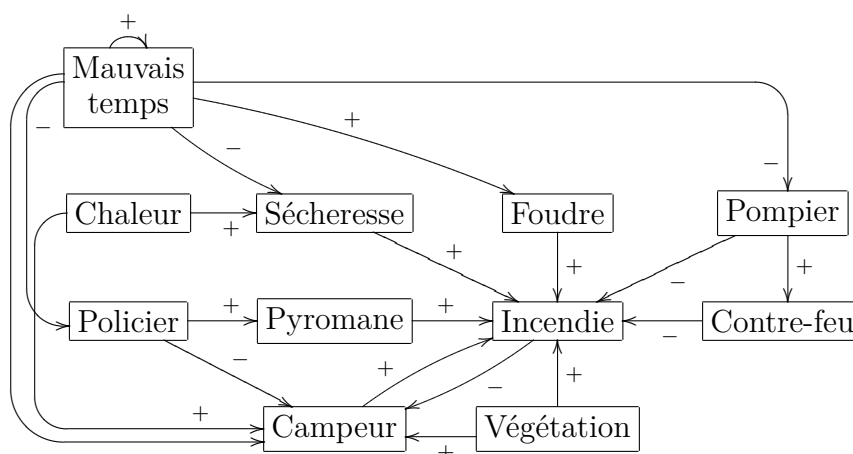 +
Mauvais
temps
−
+
−
−
Chaleur
+
Sécheresse
Foudre
Pompier
+
+
−
+
Policier
+
Pyromane
+
Incendie
−
Contre-feu
−
+
−
+
+
Campeur
+
Végétation